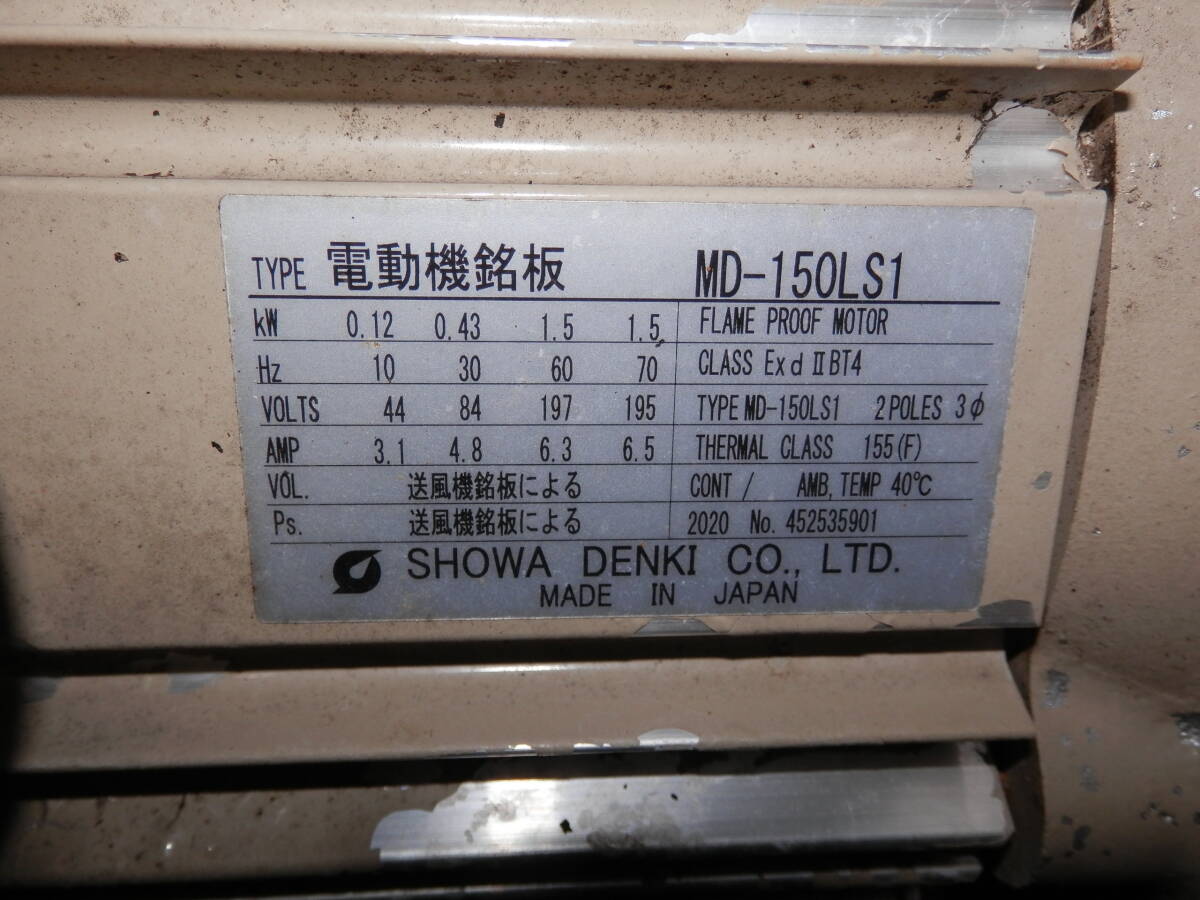 TYPE 電動機銘板 MD-150LS1
kW 0.12 0.43 1.5 1.5 FLAME PROOF MOTOR
Hz 10 30 60 70 CLASS Ex d ⅡBT4
VOLTS 44 84 197 195 TYPE MD-150LS1 2POLES 3φ
AMP 3.1 4.8 6.3 6.5 THERMAL CLASS 155(F)
VOL. 送風機銘板による CONT / AMB, TEMP 40℃
Ps. 送風機銘板による 2020 No. 452535901
SHOWA DENKI CO., LTD.
MADE IN JAPAN